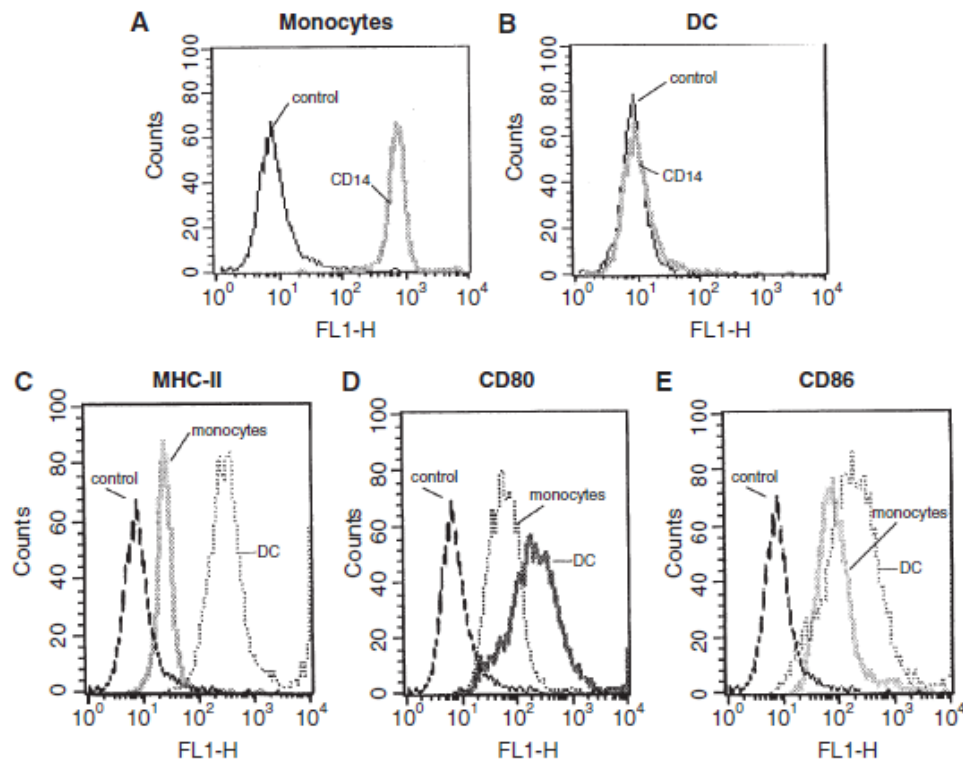 A Monocytes
100
80
60
40
20
0
Counts
control
CD14
10^0 10^1 10^2 10^3 10^4
FL1-H
B DC
100
80
60
40
20
0
Counts
control
CD14
10^0 10^1 10^2 10^3 10^4
FL1-H
C MHC-II
100
80
60
40
20
0
Counts
control
monocytes
DC
10^0 10^1 10^2 10^3 10^4
FL1-H
D CD80
100
80
60
40
20
0
Counts
control
monocytes
DC
10^0 10^1 10^2 10^3 10^4
FL1-H
E CD86
100
80
60
40
20
0
Counts
control
monocytes
DC
10^0 10^1 10^2 10^3 10^4
FL1-H